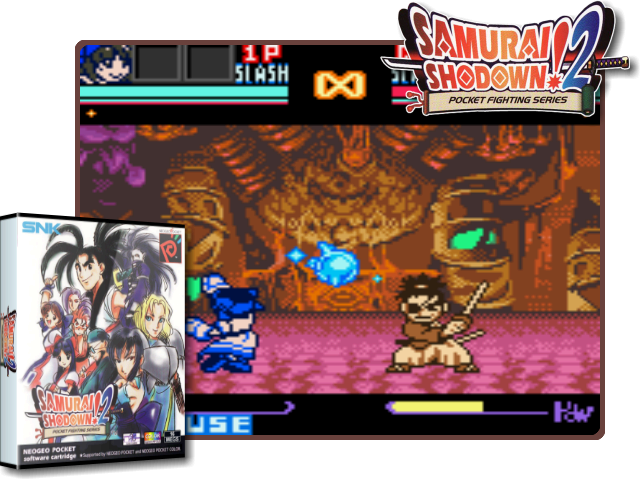 SAMURAI
SHODOWN! 2
POCKET FIGHTING SERIES
1P
SLASH
SNK
SAMURAI
SHODOWN! 2
POCKET FIGHTING SERIES
USE
POW
NEOGEO POCKET
software cartridge